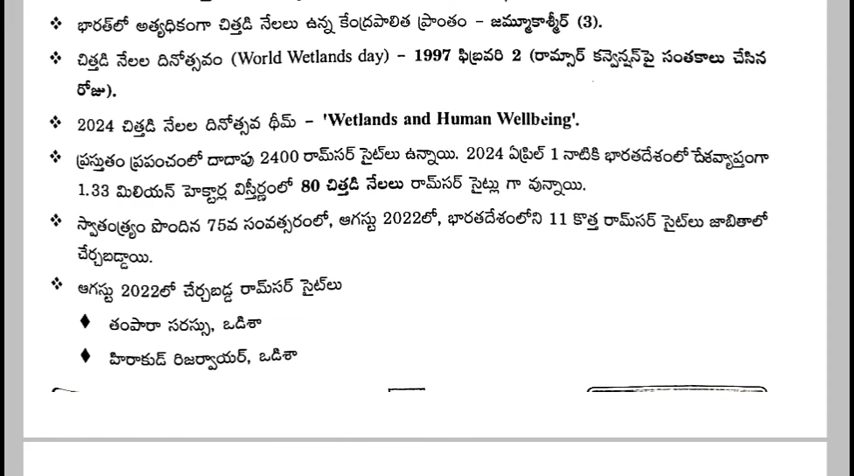 ❖ భారత్‌లో అత్యధికంగా చిత్తడి నేలలు ఉన్న కేంద్రపాలిత ప్రాంతం – జమ్మూకాశ్మీర్ (3).
❖ చిత్తడి నేలల దినోత్సవం (World Wetlands day) – 1997 ఫిబ్రవరి 2 (రామ్సార్ కన్వెన్షన్‌పై సంతకాలు చేసిన
రోజు).
❖ 2024 చిత్తడి నేలల దినోత్సవ థీమ్ – 'Wetlands and Human Wellbeing'.
❖ ప్రస్తుతం ప్రపంచంలో దాదాపు 2400 రామ్‌సర్ సైట్‌లు ఉన్నాయి. 2024 ఏప్రిల్ 1 నాటికి భారతదేశంలో దేశవ్యాప్తంగా
1.33 మిలియన్ హెక్టార్ల విస్తీర్ణంలో 80 చిత్తడి నేలలు రామ్‌సర్ సైట్లు గా వున్నాయి.
❖ స్వాతంత్ర్యం పొందిన 75వ సంవత్సరంలో, ఆగస్టు 2022లో, భారతదేశంలోని 11 కొత్త రామ్‌సర్ సైట్‌లు జాబితాలో
చేర్చబడ్డాయి.
❖ ఆగస్టు 2022లో చేర్చబడ్డ రామ్‌సర్ సైట్‌లు
♦ తంపారా సరస్సు, ఒడిశా
♦ హిరాకుడ్ రిజర్వాయర్, ఒడిశా